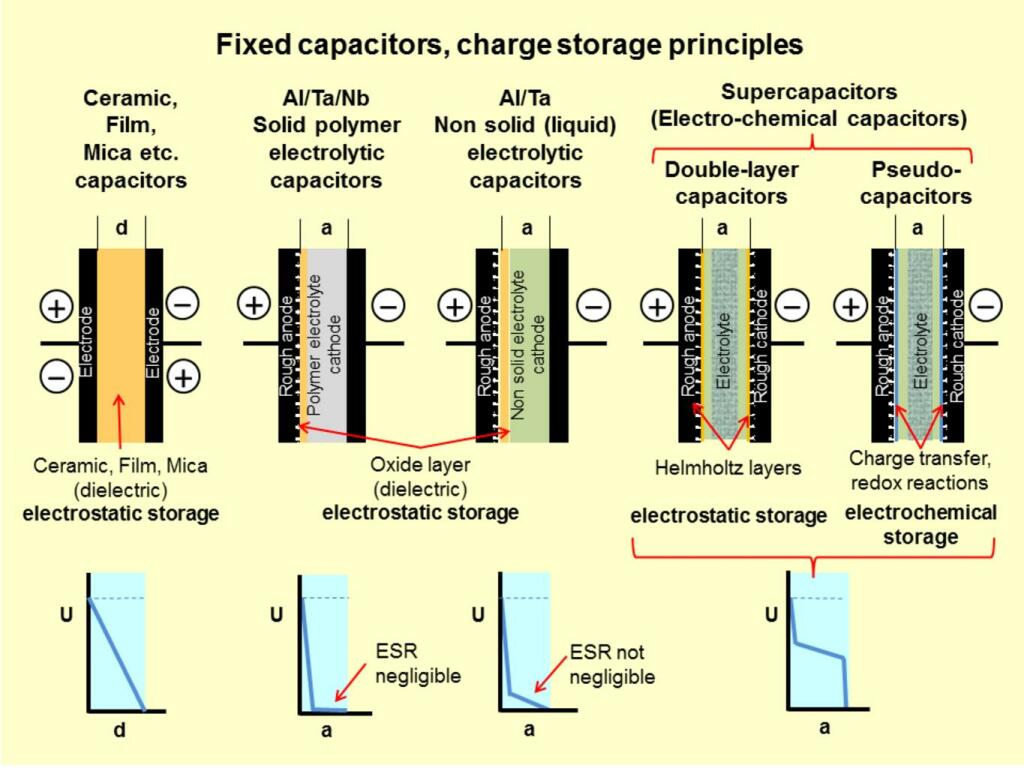 Fixed capacitors, charge storage principles
Ceramic,
Film,
Mica etc.
capacitors
Al/Ta/Nb
Solid polymer
electrolytic
capacitors
Al/Ta
Non solid (liquid)
electrolytic
capacitors
Supercapacitors
(Electro-chemical capacitors)
Double-layer
capacitors
Pseudo-
capacitors
d
a
a
a
a
+
−
−
+
Electrode
Electrode
+
−
Rough anode
Polymer electrolyte
cathode
+
−
Rough anode
Non solid electrolyte
cathode
+
−
Rough anode
Electrolyte
Rough cathode
+
−
Rough anode
Electrolyte
Rough cathode
Ceramic, Film, Mica
(dielectric)
electrostatic storage
Oxide layer
(dielectric)
electrostatic storage
Helmholtz layers
electrostatic storage
Charge transfer,
redox reactions
electrochemical
storage
U
d
U
ESR
negligible
a
U
ESR not
negligible
a
U
a